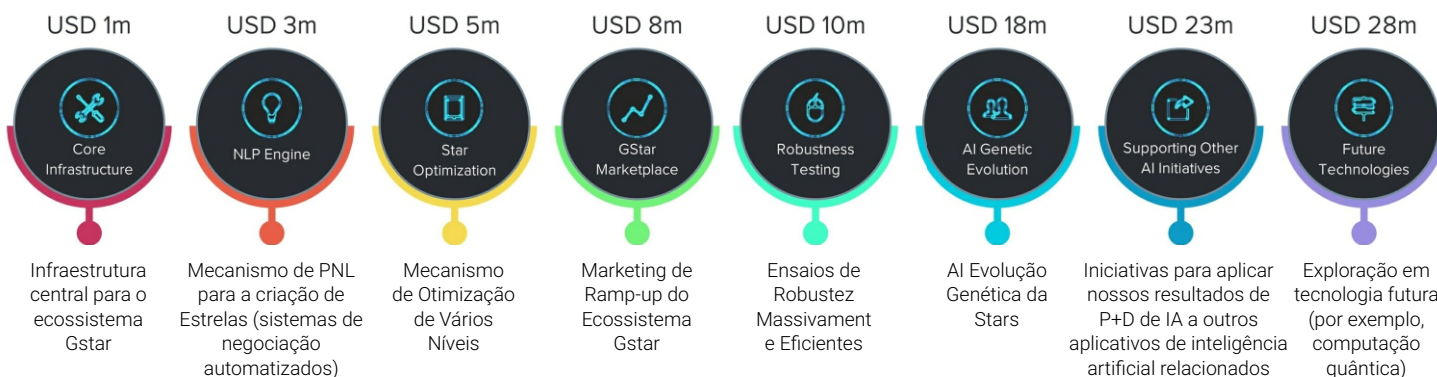 USD 1m
USD 3m
USD 5m
USD 8m
USD 10m
USD 18m
USD 23m
USD 28m
Core
Infrastructure
NLP Engine
Star
Optimization
GStar
Marketplace
Robustness
Testing
AI Genetic
Evolution
Supporting Other
AI Initiatives
Future
Technologies
Infraestrutura
central para o
ecossistema
Gstar
Mecanismo de PNL
para a criação de
Estrelas (sistemas de
negociação
automatizados)
Mecanismo
de Otimização
de Vários
Níveis
Marketing de
Ramp-up do
Ecossistema
Gstar
Ensaios de
Robustez
Massivament
e Eficientes
AI Evolução
Genética da
Stars
Iniciativas para aplicar
nossos resultados de
P+D de IA a outros
aplicativos de inteligência
artificial relacionados
Exploração em
tecnologia futura
(por exemplo,
computação
quântica)